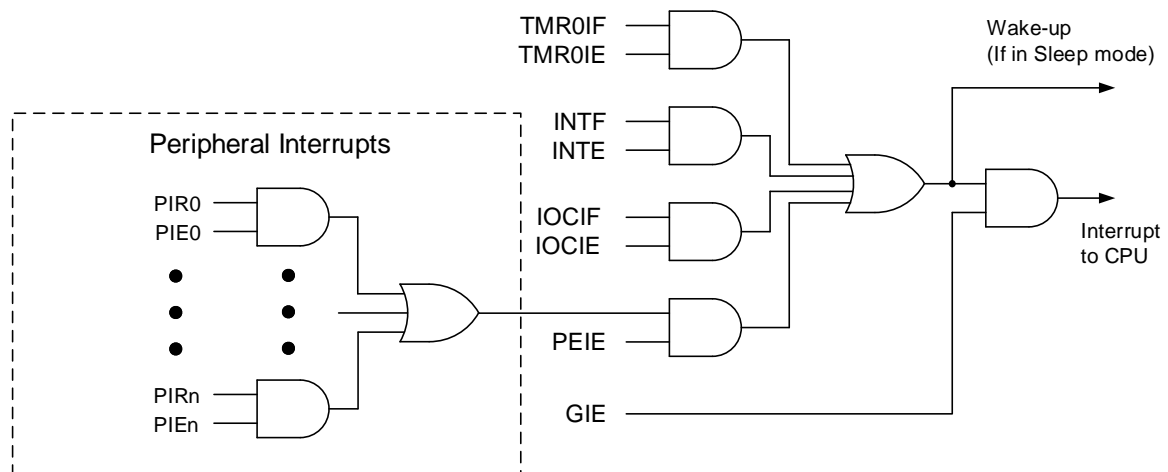 TMR0IF
TMR0IE
Wake-up
(If in Sleep mode)
INTF
INTE
Peripheral Interrupts
PIR0
PIE0
IOCIF
IOCIE
Interrupt
to CPU
PEIE
PIRn
PIEn
GIE